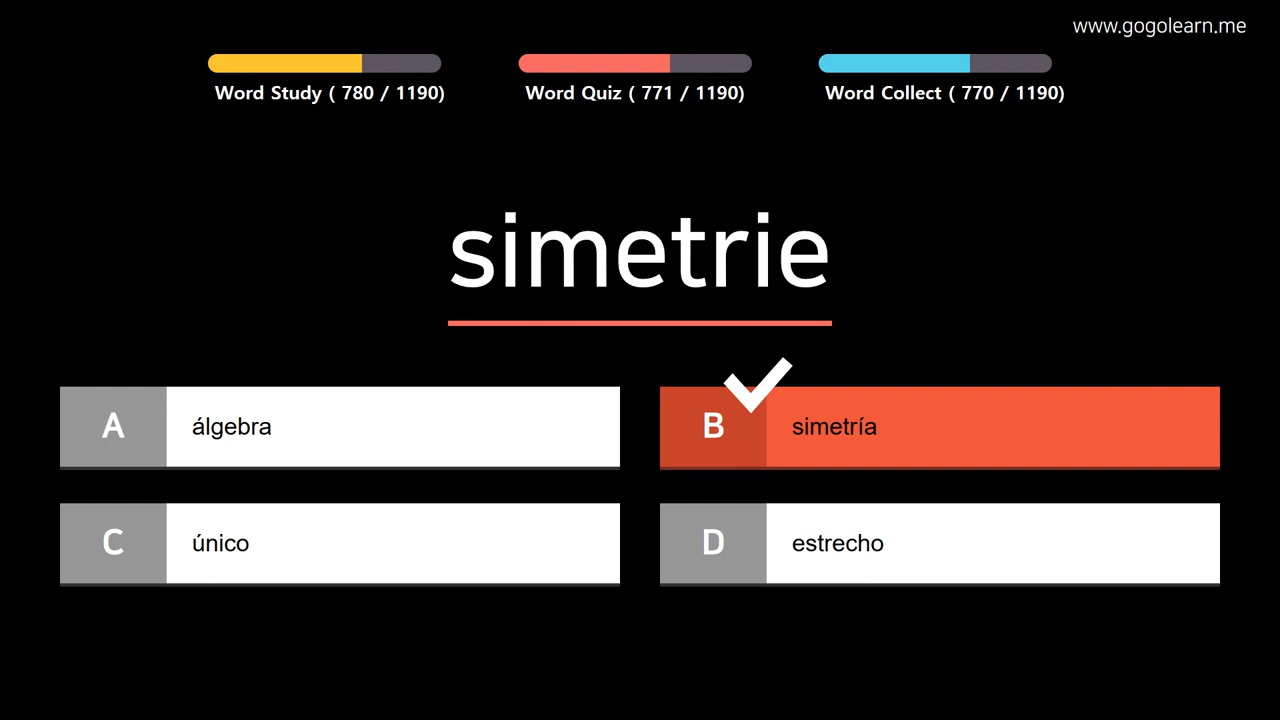 www.gogolearn.me
Word Study ( 780 / 1190)
Word Quiz ( 771 / 1190)
Word Collect ( 770 / 1190)
simetrie
A
álgebra
B
simetría
C
único
D
estrecho